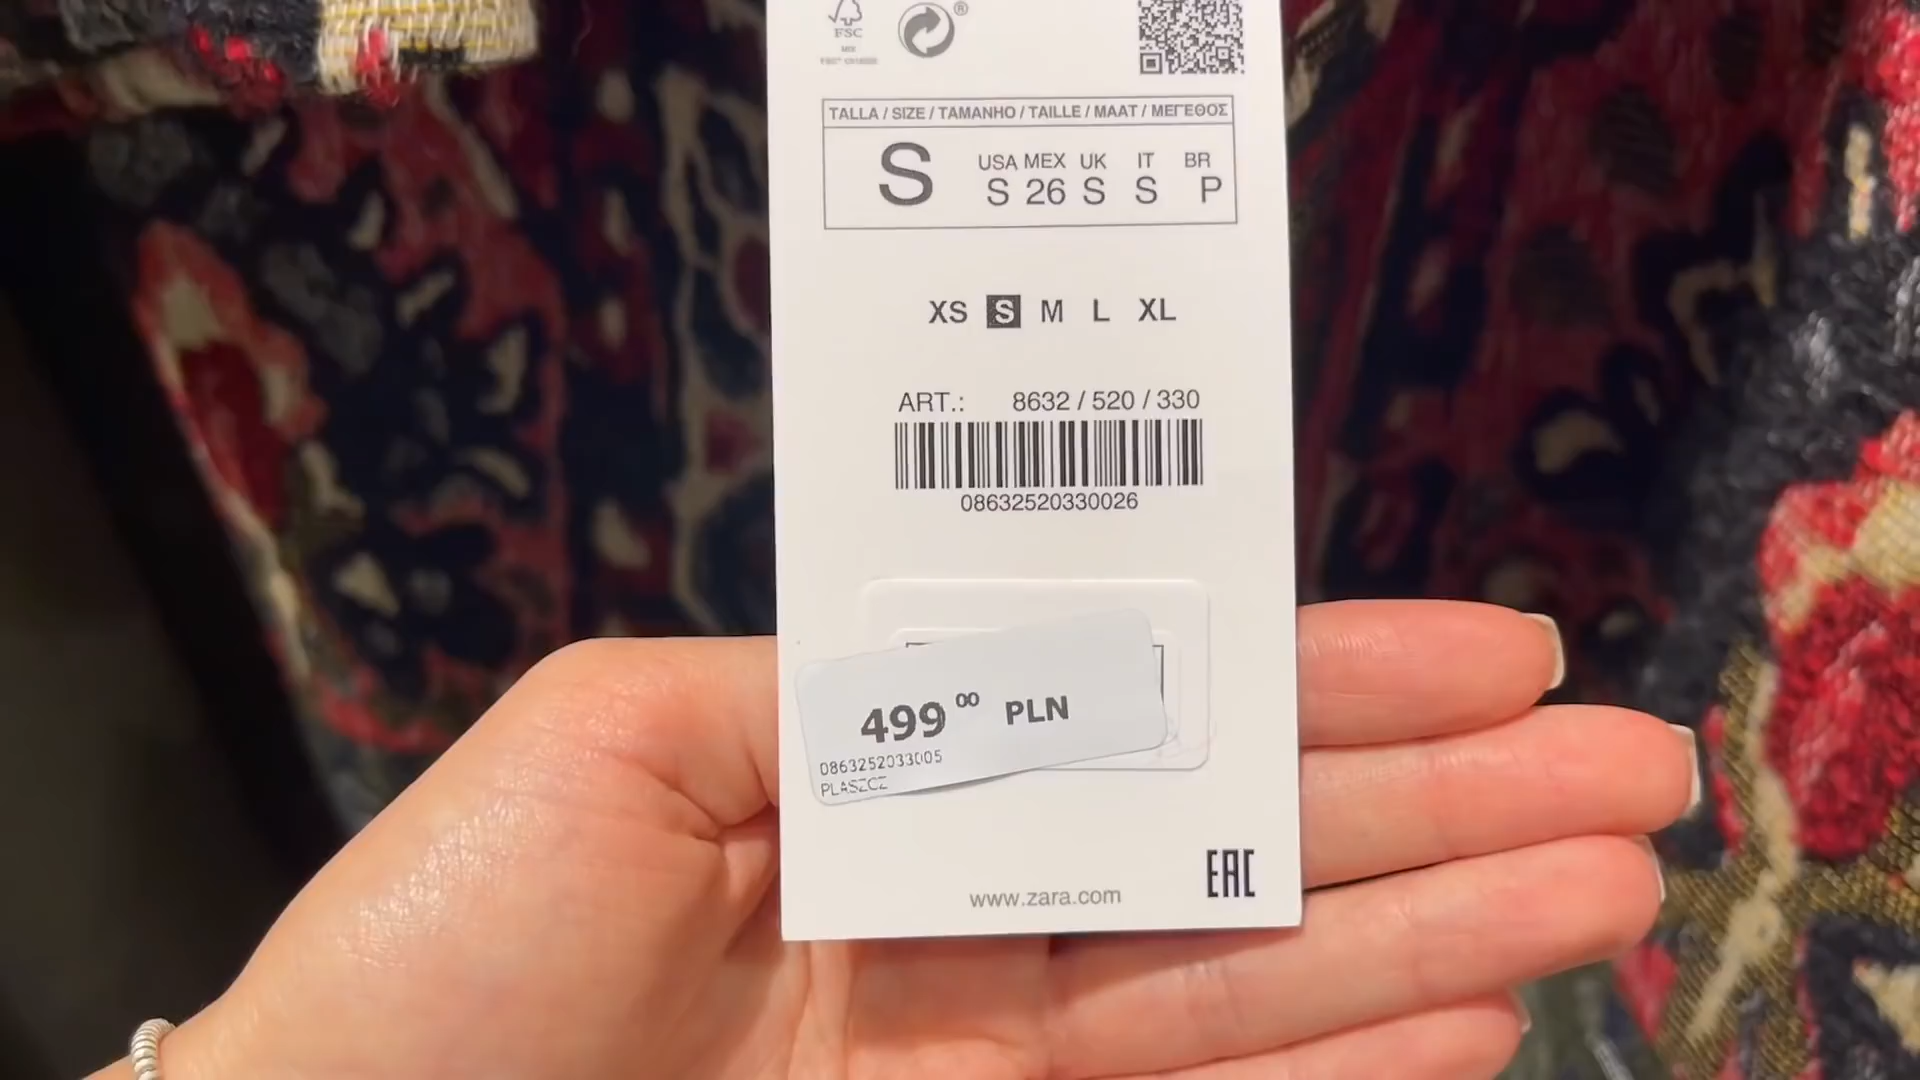 FSC
®
TALLA / SIZE / TAMANHO / TAILLE / MAAT / ΜΕΓΕΘΟΣ
S
USA MEX UK IT BR
S 26 S S P
XS S M L XL
ART.: 8632 / 520 / 330
08632520330026
499 00 PLN
0863252033005
PLASZCZ
www.zara.com
EAC